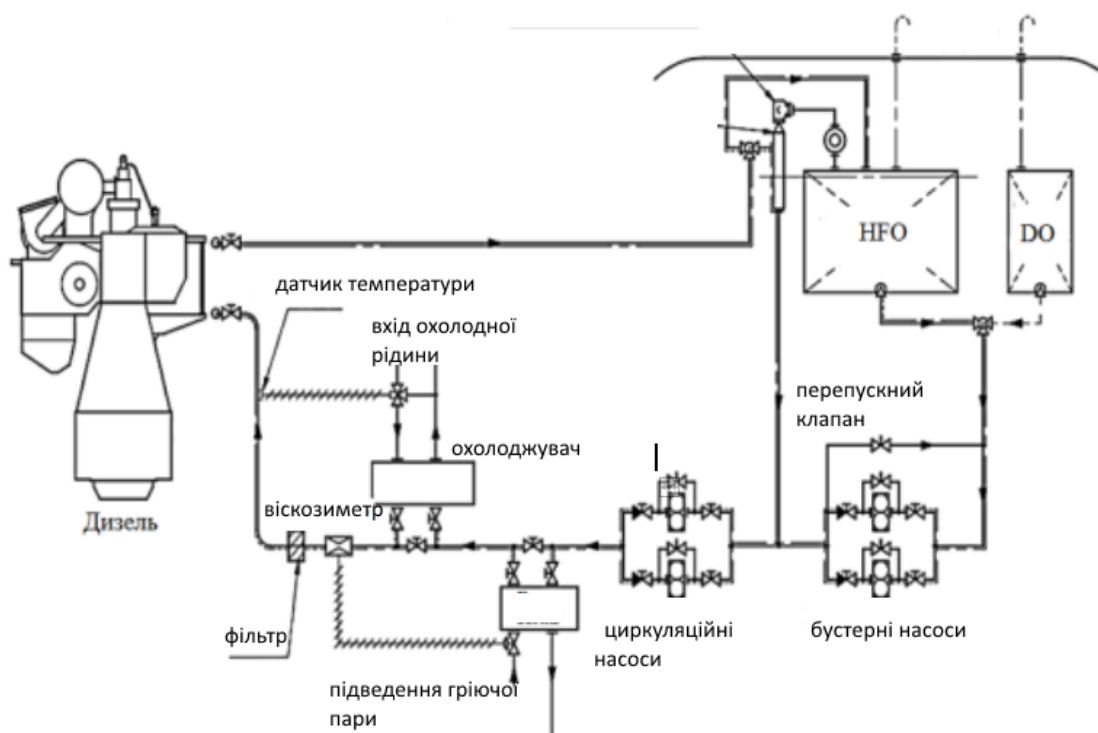 HFO
DO
датчик температури
вхід охолодної
рідини
перепускний
клапан
охолоджувач
віскозиметр
Дизель
фільтр
циркуляційні
насоси
бустерні насоси
підведення гріючої
пари